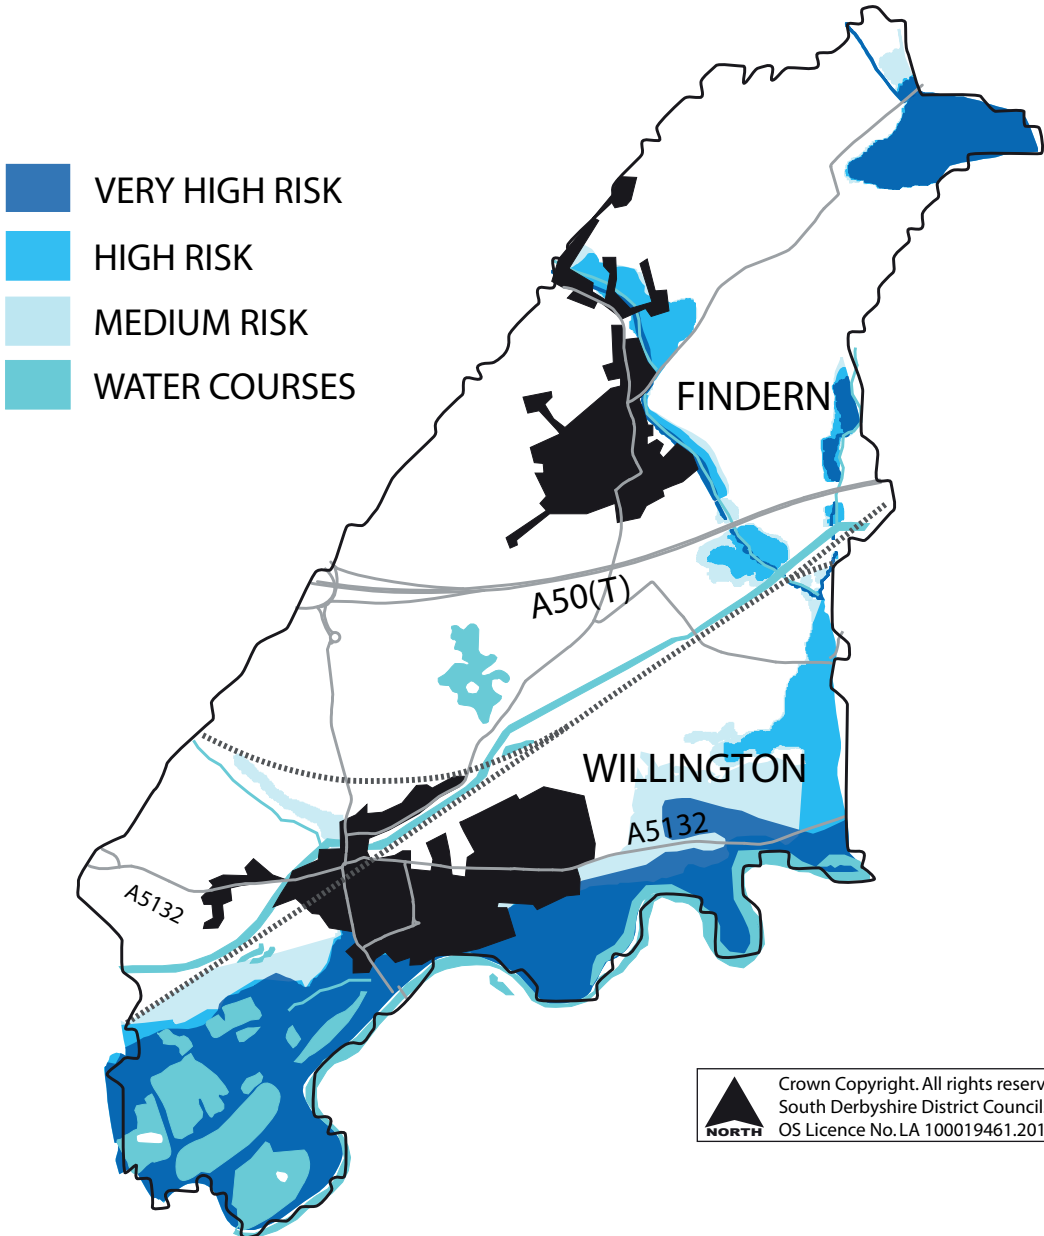 VERY HIGH RISK
HIGH RISK
MEDIUM RISK
WATER COURSES
FINDERN
A50(T)
WILLINGTON
A5132
A5132
NORTH
Crown Copyright. All rights reserv
South Derbyshire District Council
OS Licence No. LA 100019461.201